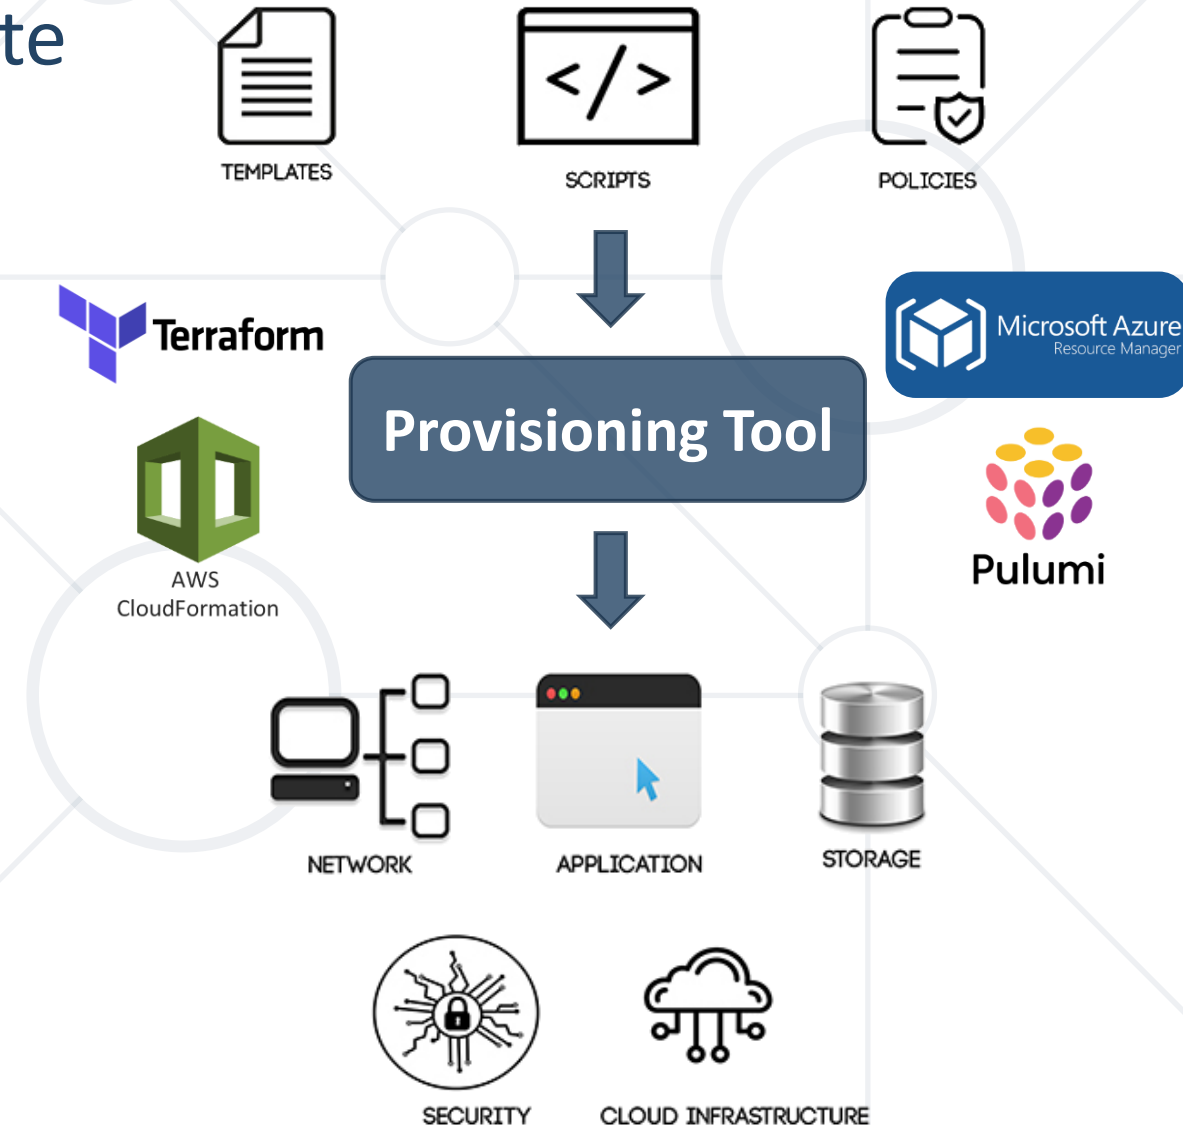 te
TEMPLATES
SCRIPTS
POLICIES
</>
Terraform
Microsoft Azure
Resource Manager
Provisioning Tool
AWS
CloudFormation
Pulumi
NETWORK
APPLICATION
STORAGE
SECURITY
CLOUD INFRASTRUCTURE